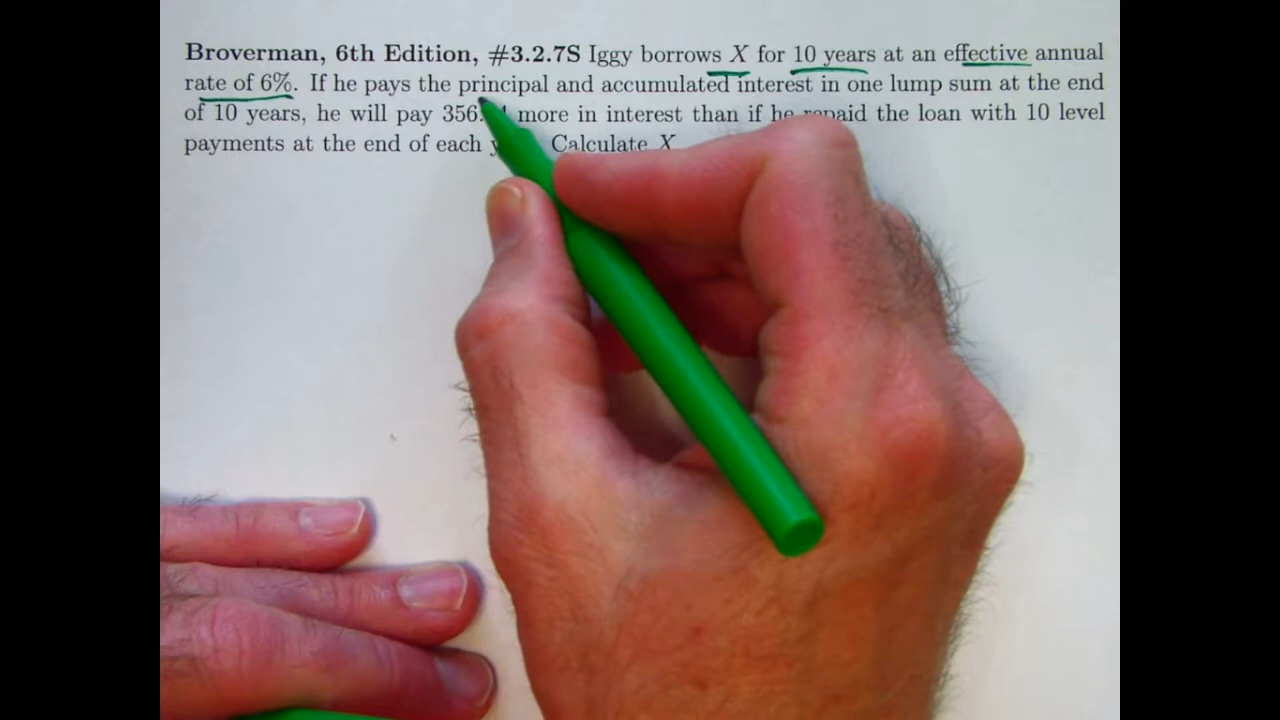 Broverman, 6th Edition, #3.2.7S Iggy borrows X for 10 years at an effective annual
rate of 6%. If he pays the principal and accumulated interest in one lump sum at the end
of 10 years, he will pay more in interest than if he repaid the loan with 10 level
payments at the end of each Calculate X